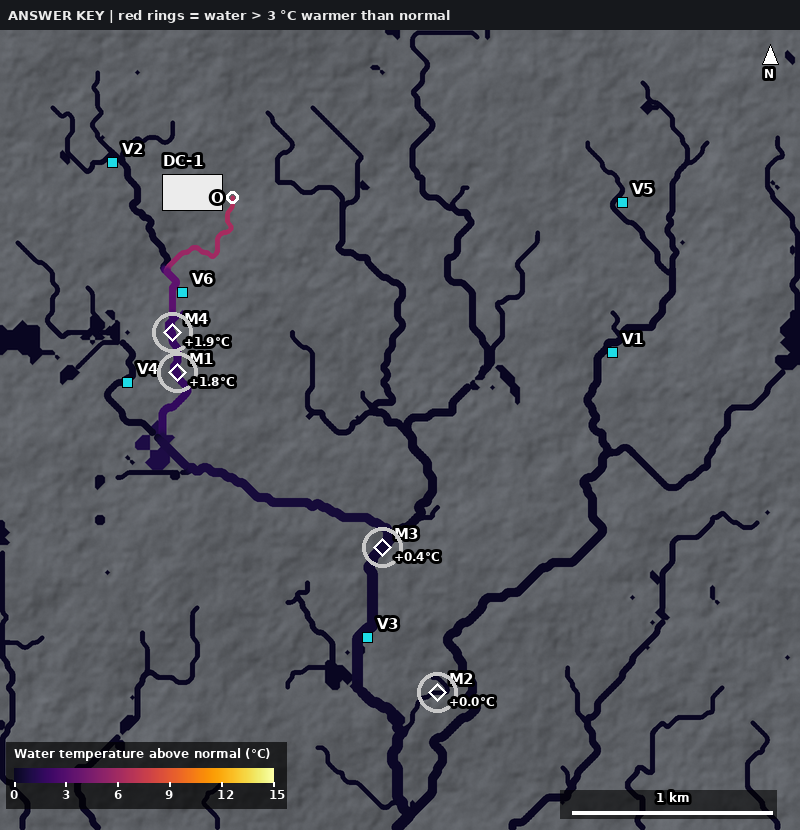 ANSWER KEY | red rings = water > 3 °C warmer than normal
N
V2
DC-1
O
V5
V6
M4
+1.9°C
V1
M1
V4
+1.8°C
M3
+0.4°C
V3
M2
+0.0°C
Water temperature above normal (°C)
0 3 6 9 12 15
1 km